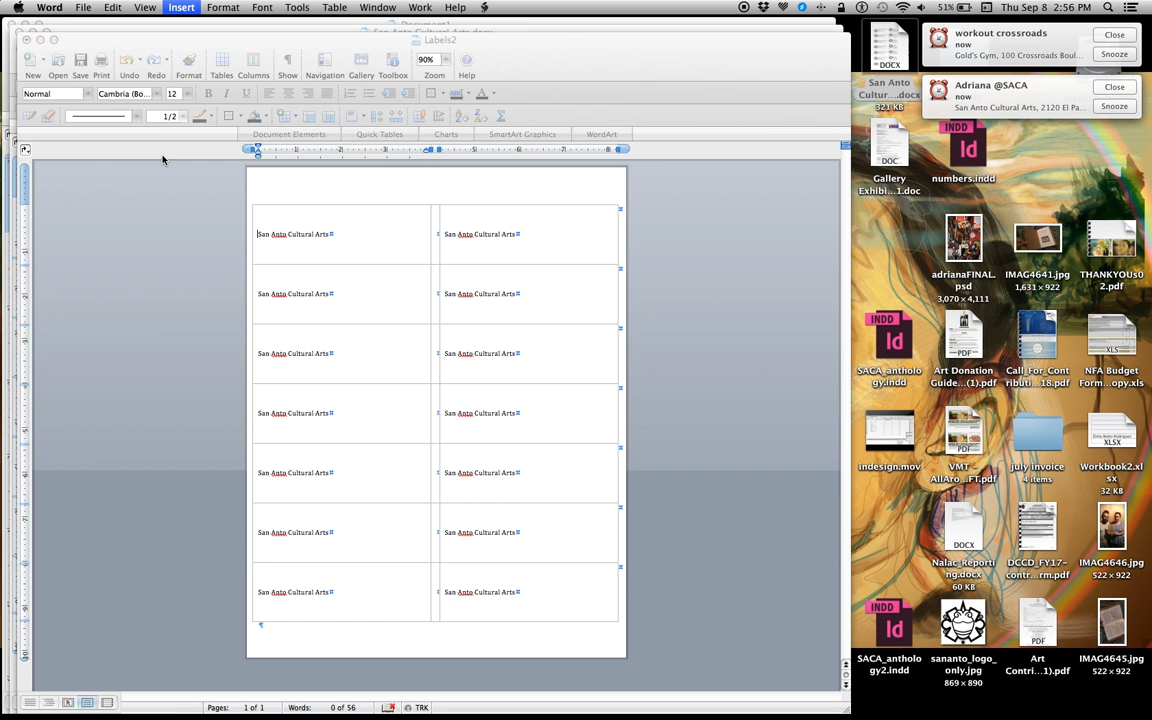 Word File Edit View Insert Format Font Tools Table Window Work Help 51% Thu Sep 8 2:56 PM
Labels2
90%
New Open Save Print Undo Redo Format Tables Columns Show Navigation Gallery Toolbox Zoom Help
Normal Cambria (Bo... 12
1/2
Document Elements Quick Tables Charts SmartArt Graphics WordArt
San Anto Cultural Arts San Anto Cultural Arts
San Anto Cultural Arts San Anto Cultural Arts
San Anto Cultural Arts San Anto Cultural Arts
San Anto Cultural Arts San Anto Cultural Arts
San Anto Cultural Arts San Anto Cultural Arts
San Anto Cultural Arts San Anto Cultural Arts
San Anto Cultural Arts San Anto Cultural Arts
Pages: 1 of 1 Words: 0 of 56 TRK
workout crossroads
now
Gold's Gym, 100 Crossroads Boul...
Close
Snooze
Adriana @SACA
now
San Anto Cultural Arts, 2120 El Pa...
Close
Snooze
DOCX
San Anto
Cultur....docx
321 KB
DOC
Gallery
Exhibi...1.doc
INDD
Id
numbers.indd
adrianaFINAL.
psd
3,070 × 4,111
IMAG4641.jpg
1,631 × 922
THANKYOUs0
2.pdf
INDD
Id
SACA_antholo
gy.indd
PDF
Art Donation
Guide...(1).pdf
Call_For_Cont
ributi...18.pdf
XLS
NFA Budget
Form...opy.xls
indesign.mov
PDF
VMT -
AllAro...FT.pdf
july invoice
4 items
XLSX
Workbook2.xl
sx
32 KB
DOCX
Nalac_Reporti
ng.docx
60 KB
DCCD_FY17-
contr...rm.pdf
IMAG4646.jpg
522 × 922
INDD
Id
SACA_antholo
gy2.indd
sananto_logo_
only.jpg
869 × 890
PDF
Art
Contri...1).pdf
IMAG4645.jpg
522 × 922